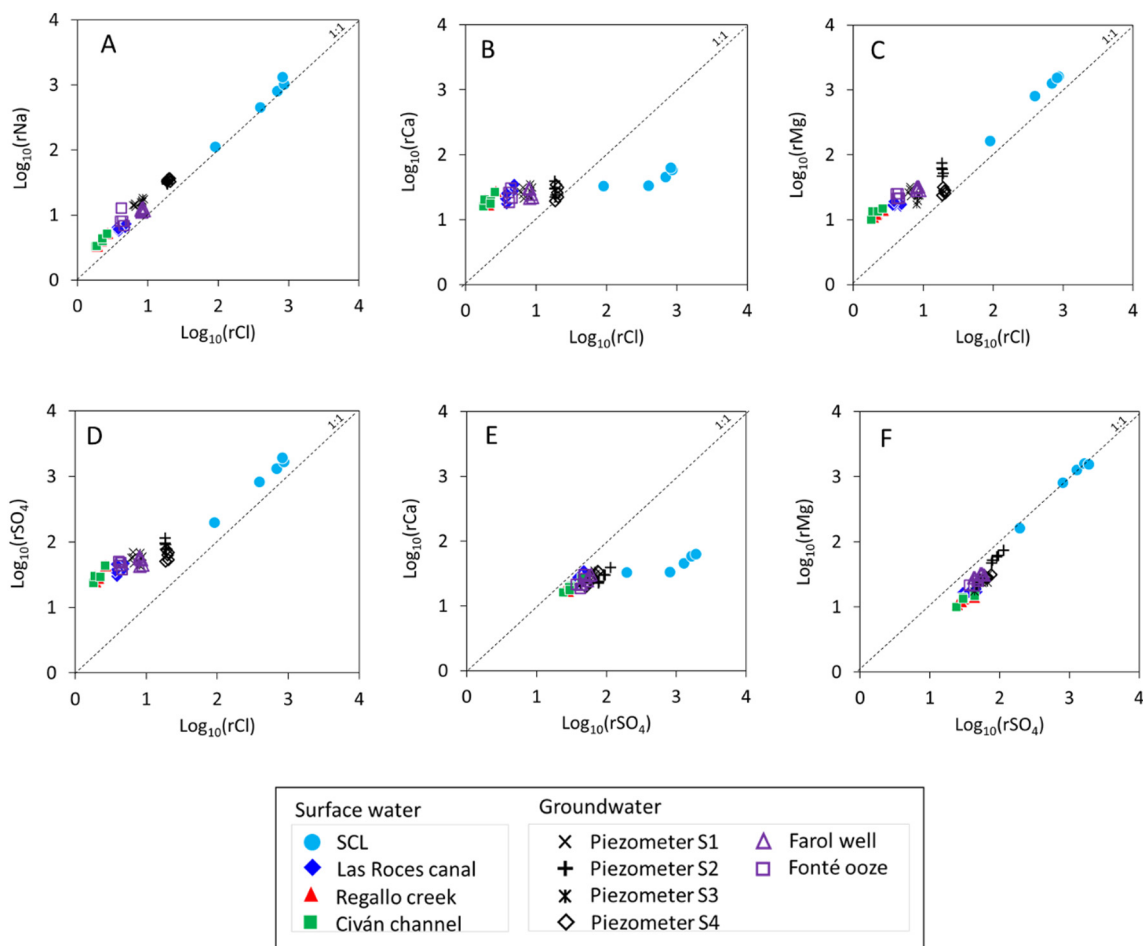 A
1:1
4
3
2
1
0
0 1 2 3 4
Log10(rNa)
Log10(rCl)
B
1:1
4
3
2
1
0
0 1 2 3 4
Log10(rCa)
Log10(rCl)
C
1:1
4
3
2
1
0
0 1 2 3 4
Log10(rMg)
Log10(rCl)
D
1:1
4
3
2
1
0
0 1 2 3 4
Log10(rSO4)
Log10(rCl)
E
1:1
4
3
2
1
0
0 1 2 3 4
Log10(rCa)
Log10(rSO4)
F
1:1
4
3
2
1
0
0 1 2 3 4
Log10(rMg)
Log10(rSO4)
Surface water
SCL
Las Roces canal
Regallo creek
Civán channel
Groundwater
Piezometer S1
Piezometer S2
Piezometer S3
Piezometer S4
Farol well
Fonté ooze